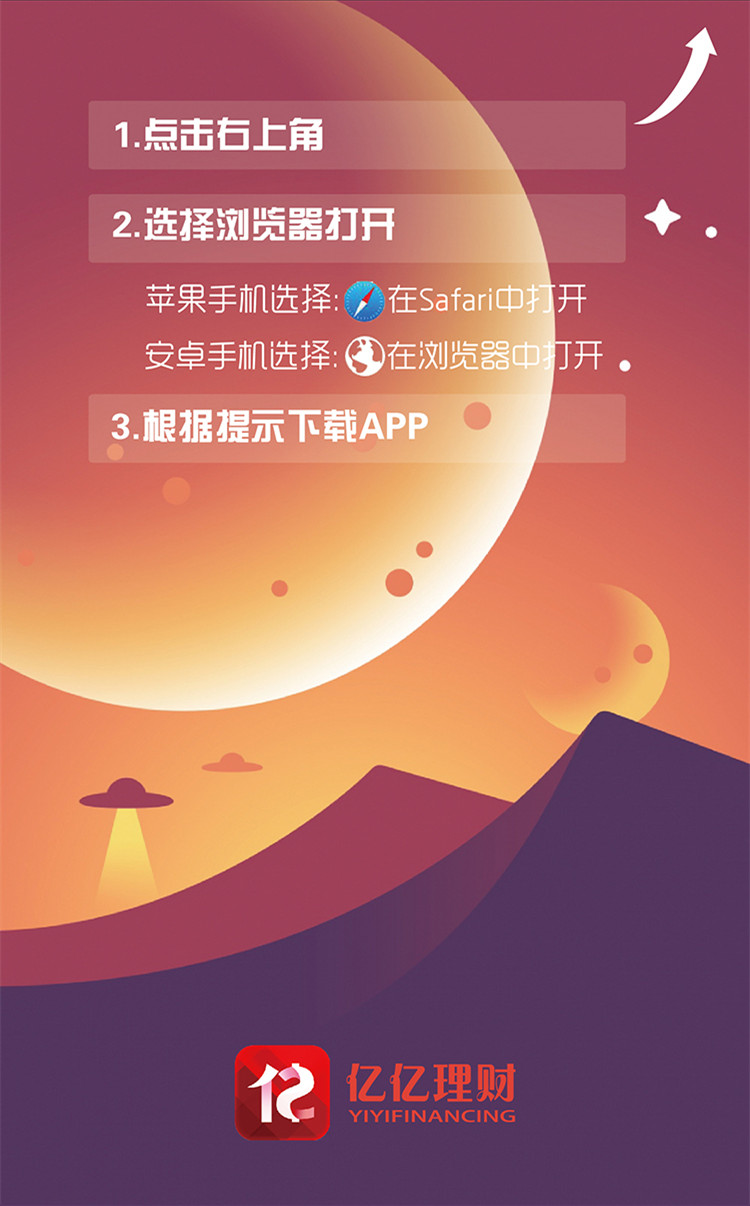 1.点击右上角
2.选择浏览器打开
苹果手机选择:在Safari中打开
安卓手机选择:在浏览器中打开
3.根据提示下载APP
亿亿理财
YIYIFINANCING